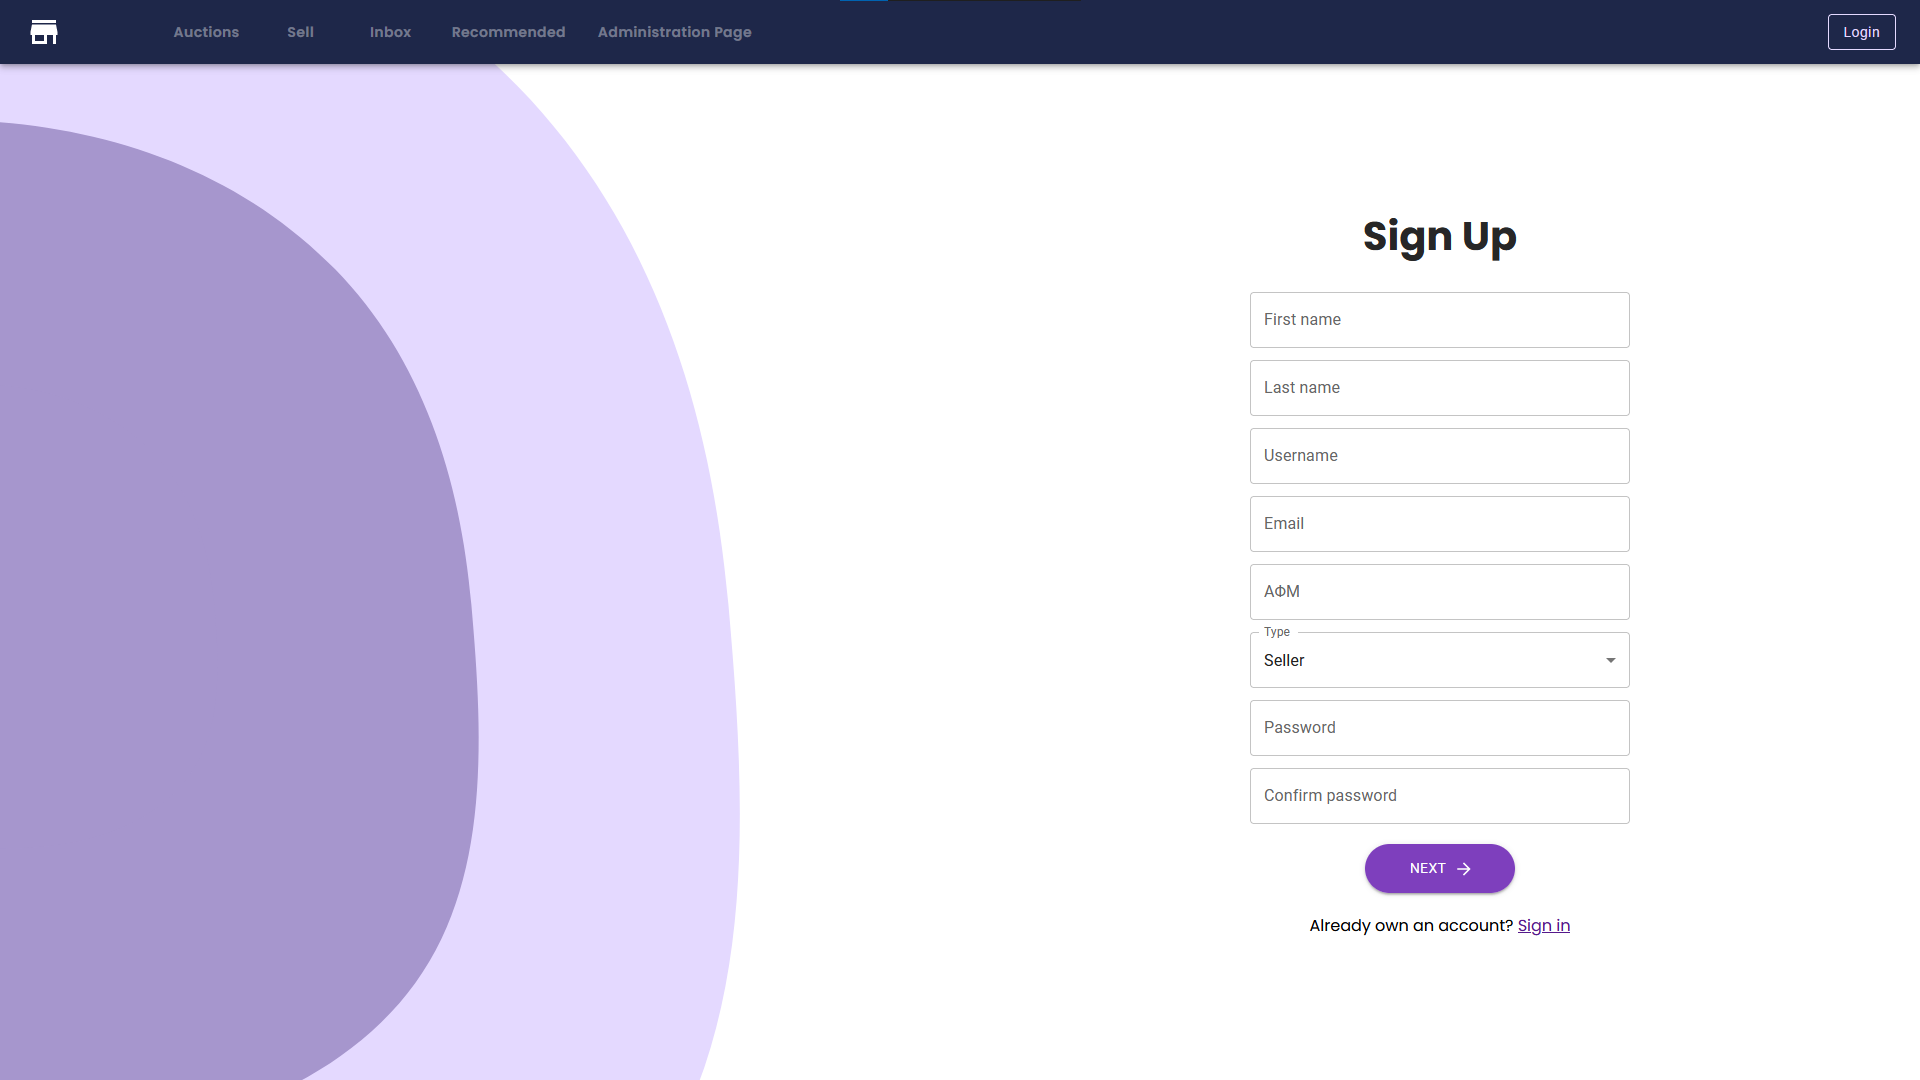 Auctions Sell Inbox Recommended Administration Page Login
Sign Up
First name
Last name
Username
Email
ΑΦΜ
Type
Seller
Password
Confirm password
NEXT
Already own an account? Sign in